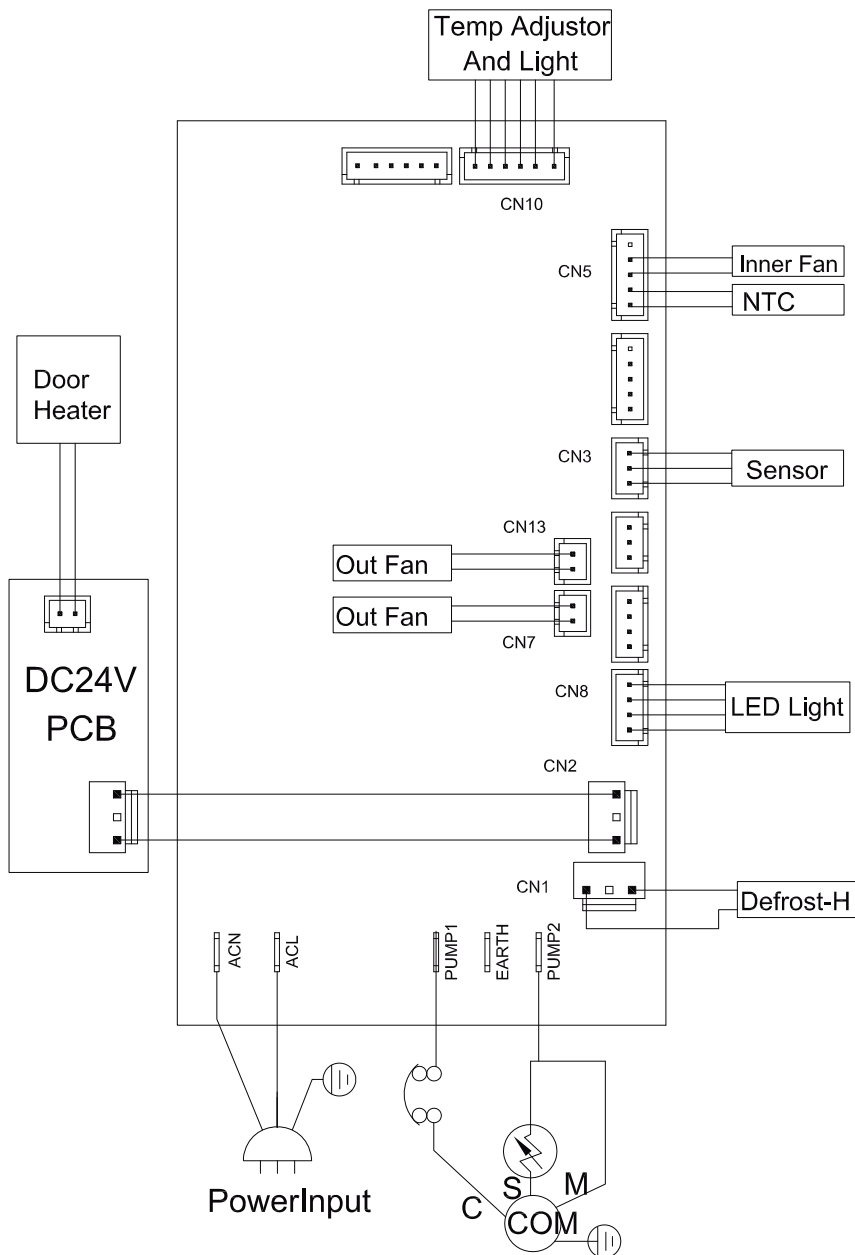 Temp Adjustor
And Light
CN10
CN5
Inner Fan
NTC
Door
Heater
CN3
Sensor
CN13
Out Fan
Out Fan
CN7
DC24V
PCB
CN8
LED Light
CN2
CN1
Defrost-H
ACN
ACL
PUMP1
EARTH
PUMP2
PowerInput
S
M
C
COM